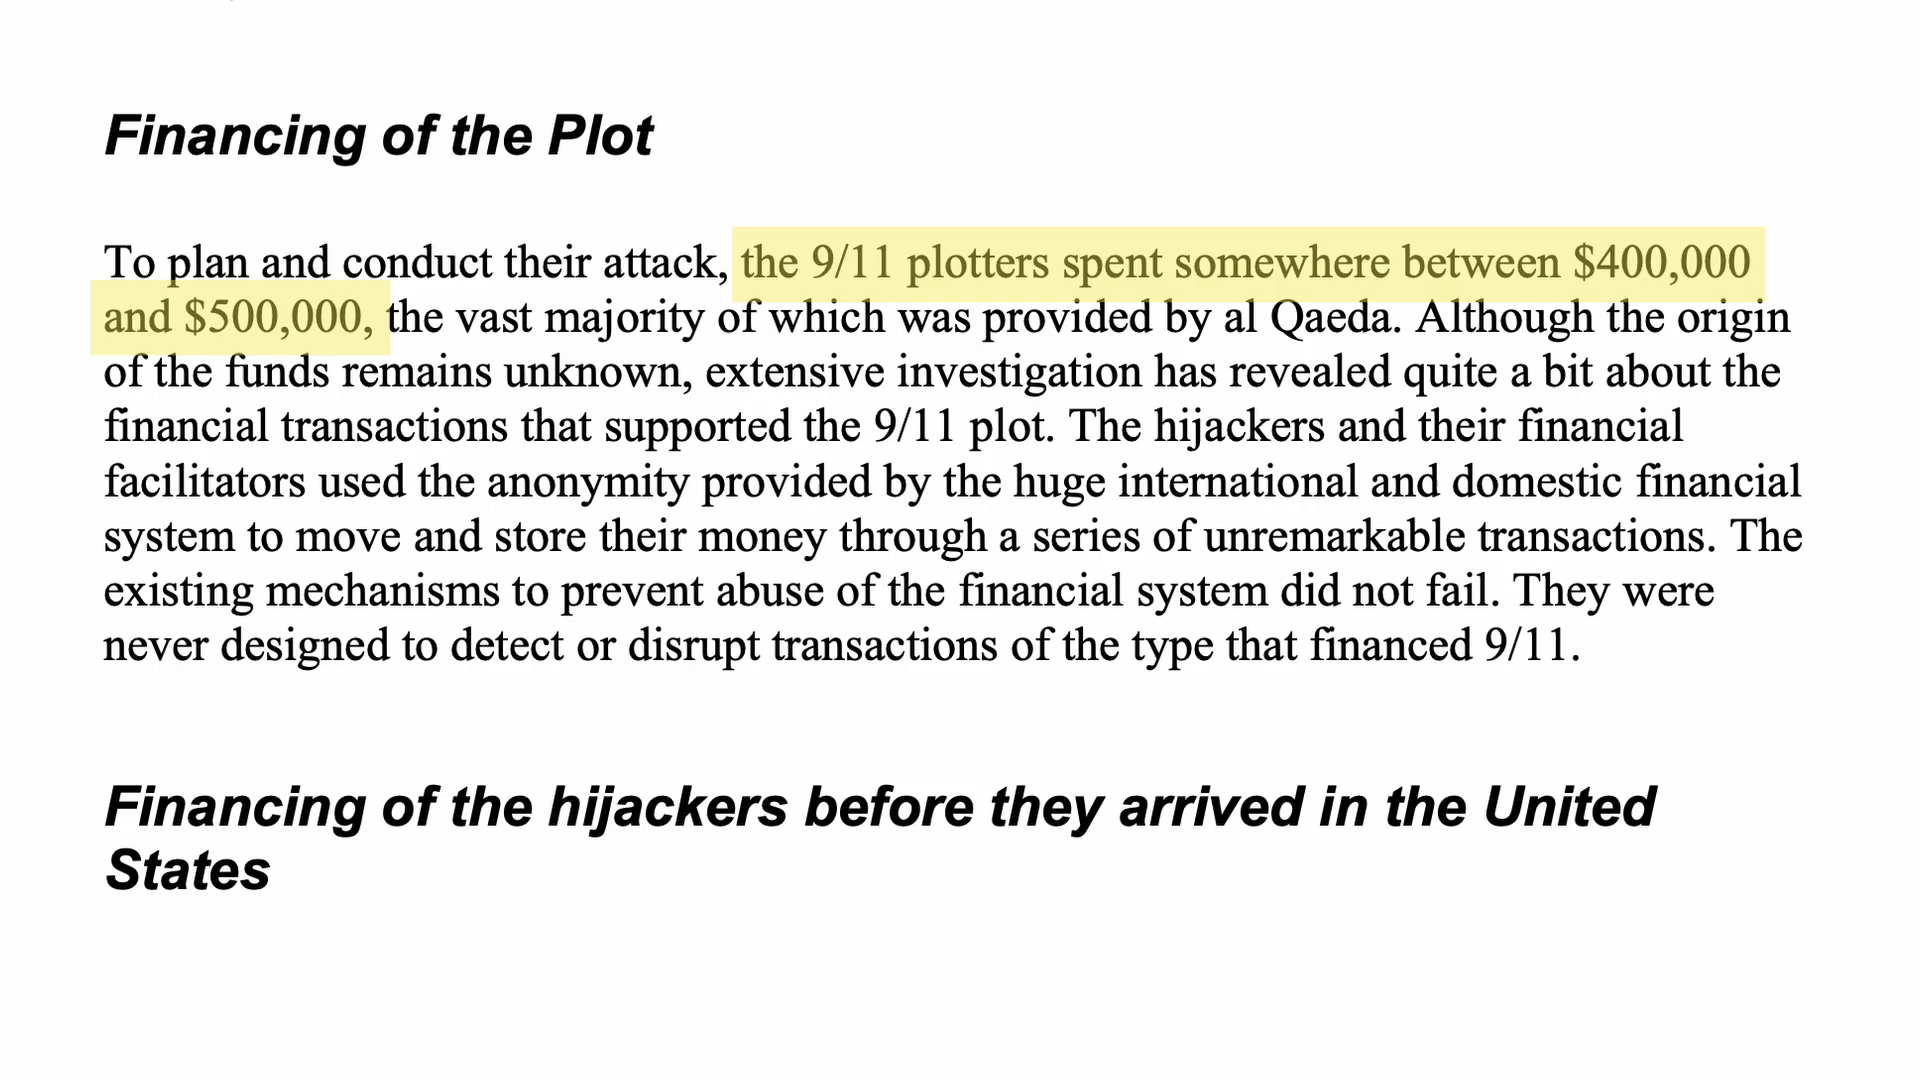 Financing of the Plot
To plan and conduct their attack, the 9/11 plotters spent somewhere between $400,000
and $500,000, the vast majority of which was provided by al Qaeda. Although the origin
of the funds remains unknown, extensive investigation has revealed quite a bit about the
financial transactions that supported the 9/11 plot. The hijackers and their financial
facilitators used the anonymity provided by the huge international and domestic financial
system to move and store their money through a series of unremarkable transactions. The
existing mechanisms to prevent abuse of the financial system did not fail. They were
never designed to detect or disrupt transactions of the type that financed 9/11.
Financing of the hijackers before they arrived in the United
States